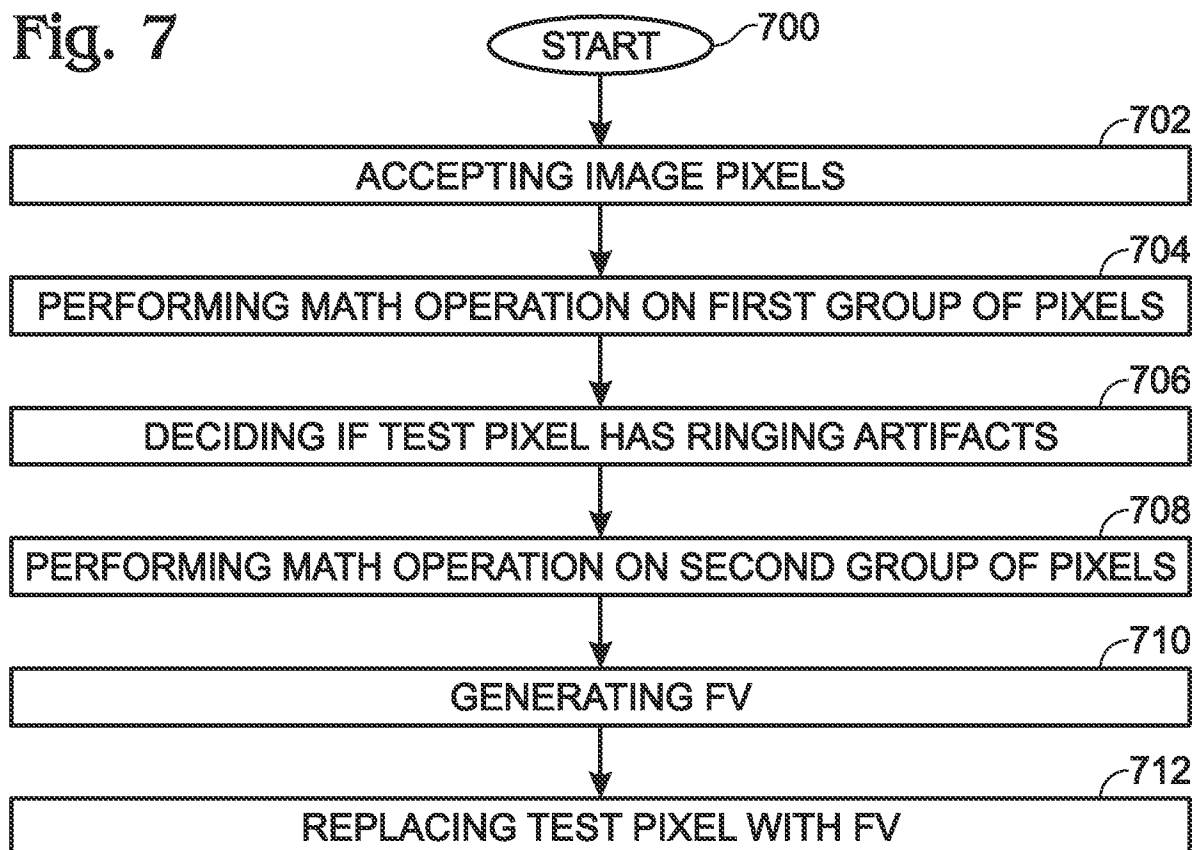 Fig. 7
START
700
702
ACCEPTING IMAGE PIXELS
704
PERFORMING MATH OPERATION ON FIRST GROUP OF PIXELS
706
DECIDING IF TEST PIXEL HAS RINGING ARTIFACTS
708
PERFORMING MATH OPERATION ON SECOND GROUP OF PIXELS
710
GENERATING FV
712
REPLACING TEST PIXEL WITH FV